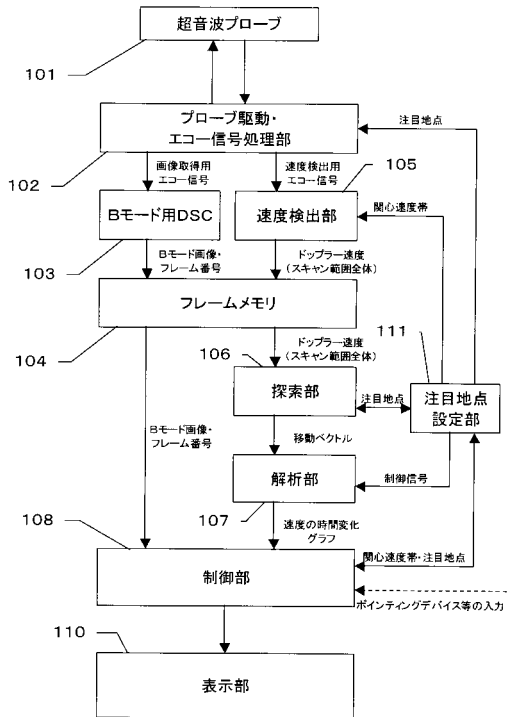 超音波プローブ
101
プローブ駆動・
エコー信号処理部
注目地点
102
画像取得用
エコー信号
速度検出用
エコー信号
105
Bモード用DSC
速度検出部
関心速度帯
103
Bモード画像・
フレーム番号
ドップラー速度
(スキャン範囲全体)
フレームメモリ
104
ドップラー速度
(スキャン範囲全体)
106
111
探索部
注目地点
注目地点
設定部
Bモード画像・
フレーム番号
移動ベクトル
解析部
制御信号
107
108
速度の時間変化
グラフ
制御部
関心速度帯・注目地点
ポインティングデバイス等の入力
110
表示部